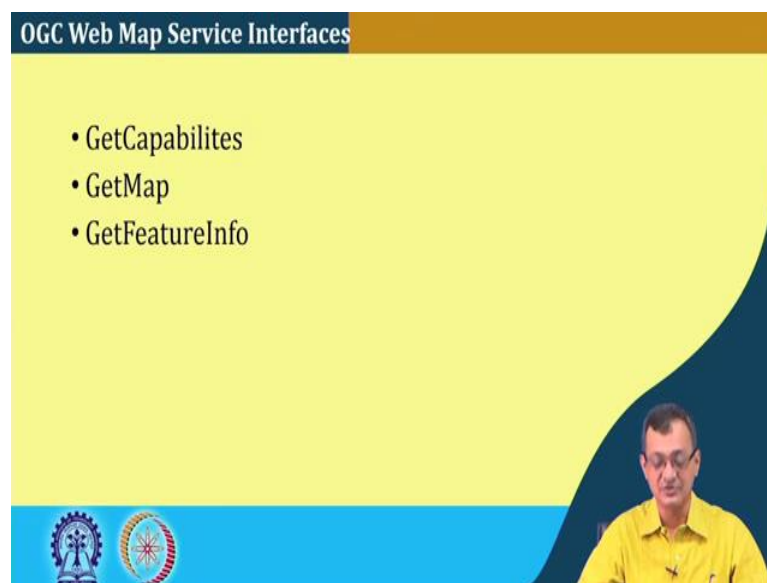 OGC Web Map Service Interfaces
• GetCapabilites
• GetMap
• GetFeatureInfo